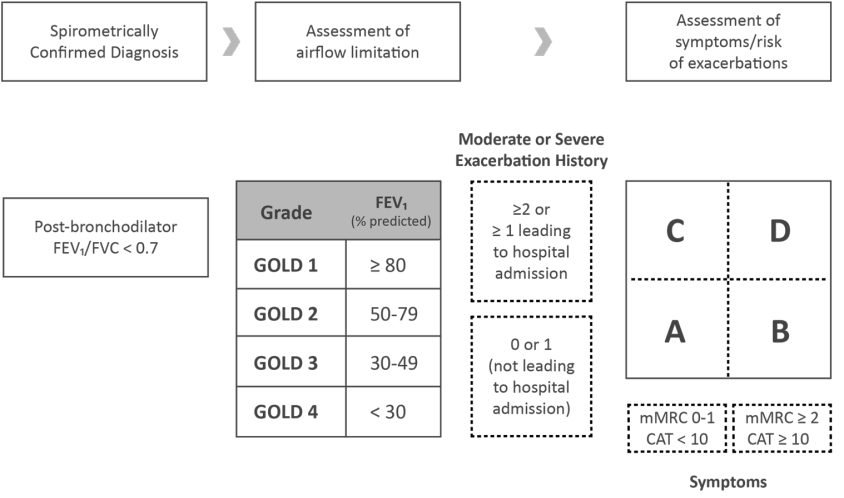 Spirometrically
Confirmed Diagnosis
Assessment of
airflow limitation
Assessment of
symptoms/risk
of exacerbations
Post-bronchodilator
FEV₁/FVC < 0.7
Grade
FEV₁
(% predicted)
GOLD 1
≥ 80
GOLD 2
50-79
GOLD 3
30-49
GOLD 4
< 30
Moderate or Severe
Exacerbation History
≥2 or
≥ 1 leading
to hospital
admission
0 or 1
(not leading
to hospital
admission)
C
D
A
B
mMRC 0-1
CAT < 10
mMRC ≥ 2
CAT ≥ 10
Symptoms